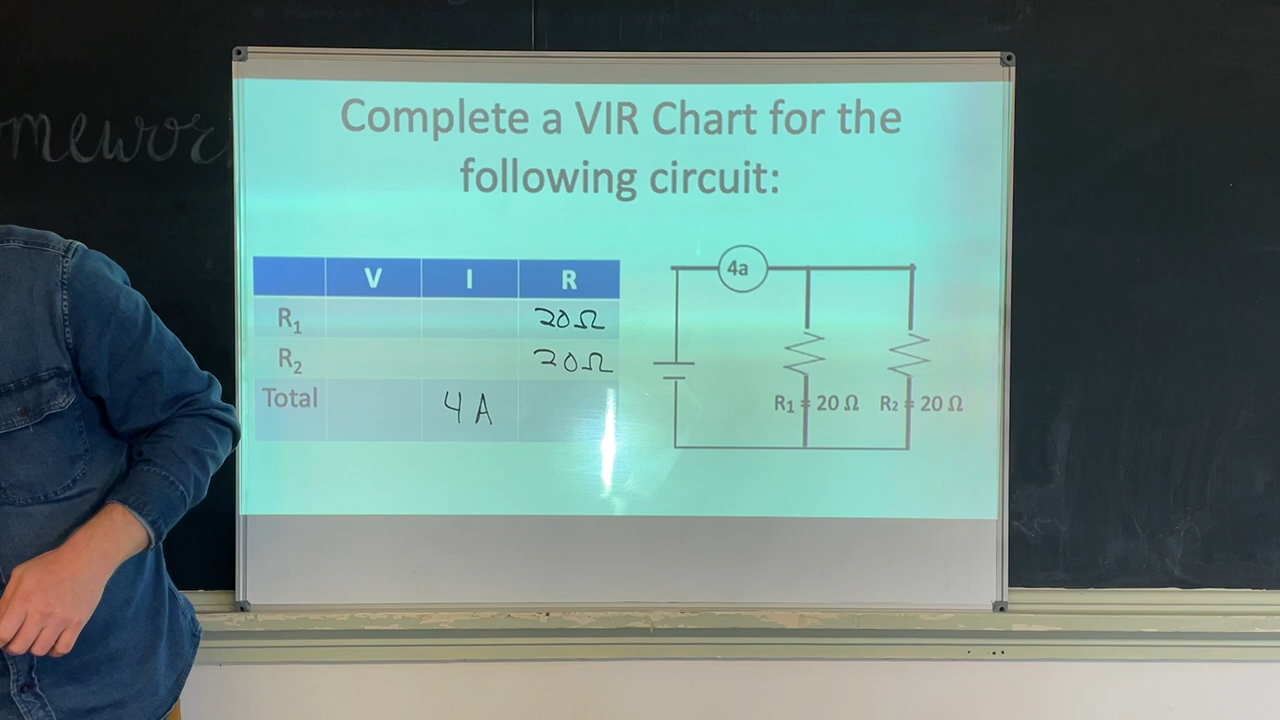 mewor
Complete a VIR Chart for the
following circuit:
V I R
R₁ 20Ω
R₂ 20Ω
Total 4 A
4a
R₁ = 20 Ω R₂ = 20 Ω